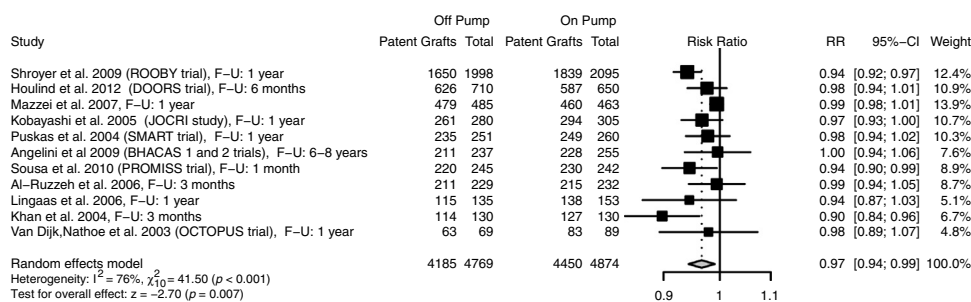 Off Pump On Pump
Study Patent Grafts Total Patent Grafts Total Risk Ratio RR 95%−CI Weight
Shroyer et al. 2009 (ROOBY trial), F−U: 1 year 1650 1998 1839 2095 0.94 [0.92; 0.97] 12.4%
Houlind et al. 2012 (DOORS trial), F−U: 6 months 626 710 587 650 0.98 [0.94; 1.01] 10.9%
Mazzei et al. 2007, F−U: 1 year 479 485 460 463 0.99 [0.98; 1.01] 13.9%
Kobayashi et al. 2005 (JOCRI study), F−U: 1 year 261 280 294 305 0.97 [0.93; 1.00] 10.7%
Puskas et al. 2004 (SMART trial), F−U: 1 year 235 251 249 260 0.98 [0.94; 1.02] 10.1%
Angelini et al 2009 (BHACAS 1 and 2 trials), F−U: 6−8 years 211 237 228 255 1.00 [0.94; 1.06] 7.6%
Sousa et al. 2010 (PROMISS trial), F−U: 1 month 220 245 230 242 0.94 [0.90; 0.99] 8.9%
Al−Ruzzeh et al. 2006, F−U: 3 months 211 229 215 232 0.99 [0.94; 1.05] 8.7%
Lingaas et al. 2006, F−U: 1 year 115 135 138 153 0.94 [0.87; 1.03] 5.1%
Khan et al. 2004, F−U: 3 months 114 130 127 130 0.90 [0.84; 0.96] 6.7%
Van Dijk,Nathoe et al. 2003 (OCTOPUS trial), F−U: 1 year 63 69 83 89 0.98 [0.89; 1.07] 4.8%
Random effects model 4185 4769 4450 4874 0.97 [0.94; 0.99] 100.0%
Heterogeneity: I² = 76%, χ²₁₀ = 41.50 (p < 0.001)
Test for overall effect: z = −2.70 (p = 0.007)
0.9 1 1.1